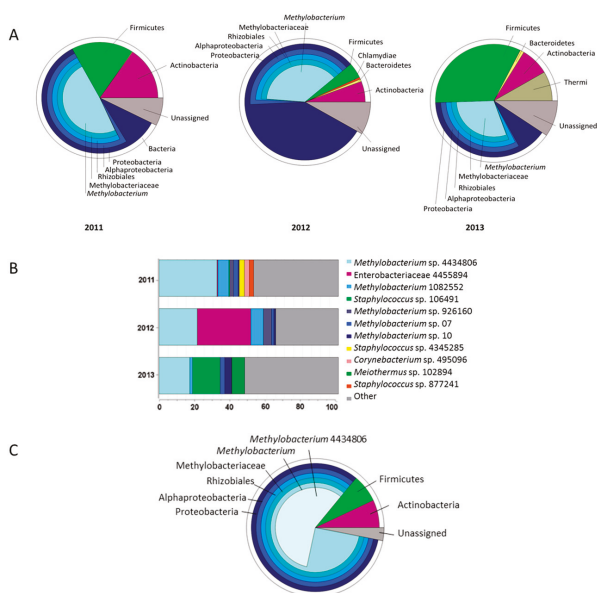 A
Firmicutes
Actinobacteria
Unassigned
Bacteria
Proteobacteria
Alphaproteobacteria
Rhizobiales
Methylobacteriaceae
Methylobacterium
2011
Methylobacterium
Methylobacteriaceae
Rhizobiales
Alphaproteobacteria
Proteobacteria
Firmicutes
Chlamydiae
Bacteroidetes
Actinobacteria
Unassigned
2012
Firmicutes
Bacteroidetes
Actinobacteria
Thermi
Unassigned
Methylobacterium
Methylobacteriaceae
Rhizobiales
Alphaproteobacteria
Proteobacteria
2013
B
2011
2012
2013
0 20 40 60 80 100
Methylobacterium sp. 4434806
Enterobacteriaceae 4455894
Methylobacterium 1082552
Staphylococcus sp. 106491
Methylobacterium sp. 926160
Methylobacterium sp. 07
Methylobacterium sp. 10
Staphylococcus sp. 4345285
Corynebacterium sp. 495096
Meiothermus sp. 102894
Staphylococcus sp. 877241
Other
C
Methylobacterium 4434806
Methylobacterium
Methylobacteriaceae
Rhizobiales
Alphaproteobacteria
Proteobacteria
Firmicutes
Actinobacteria
Unassigned